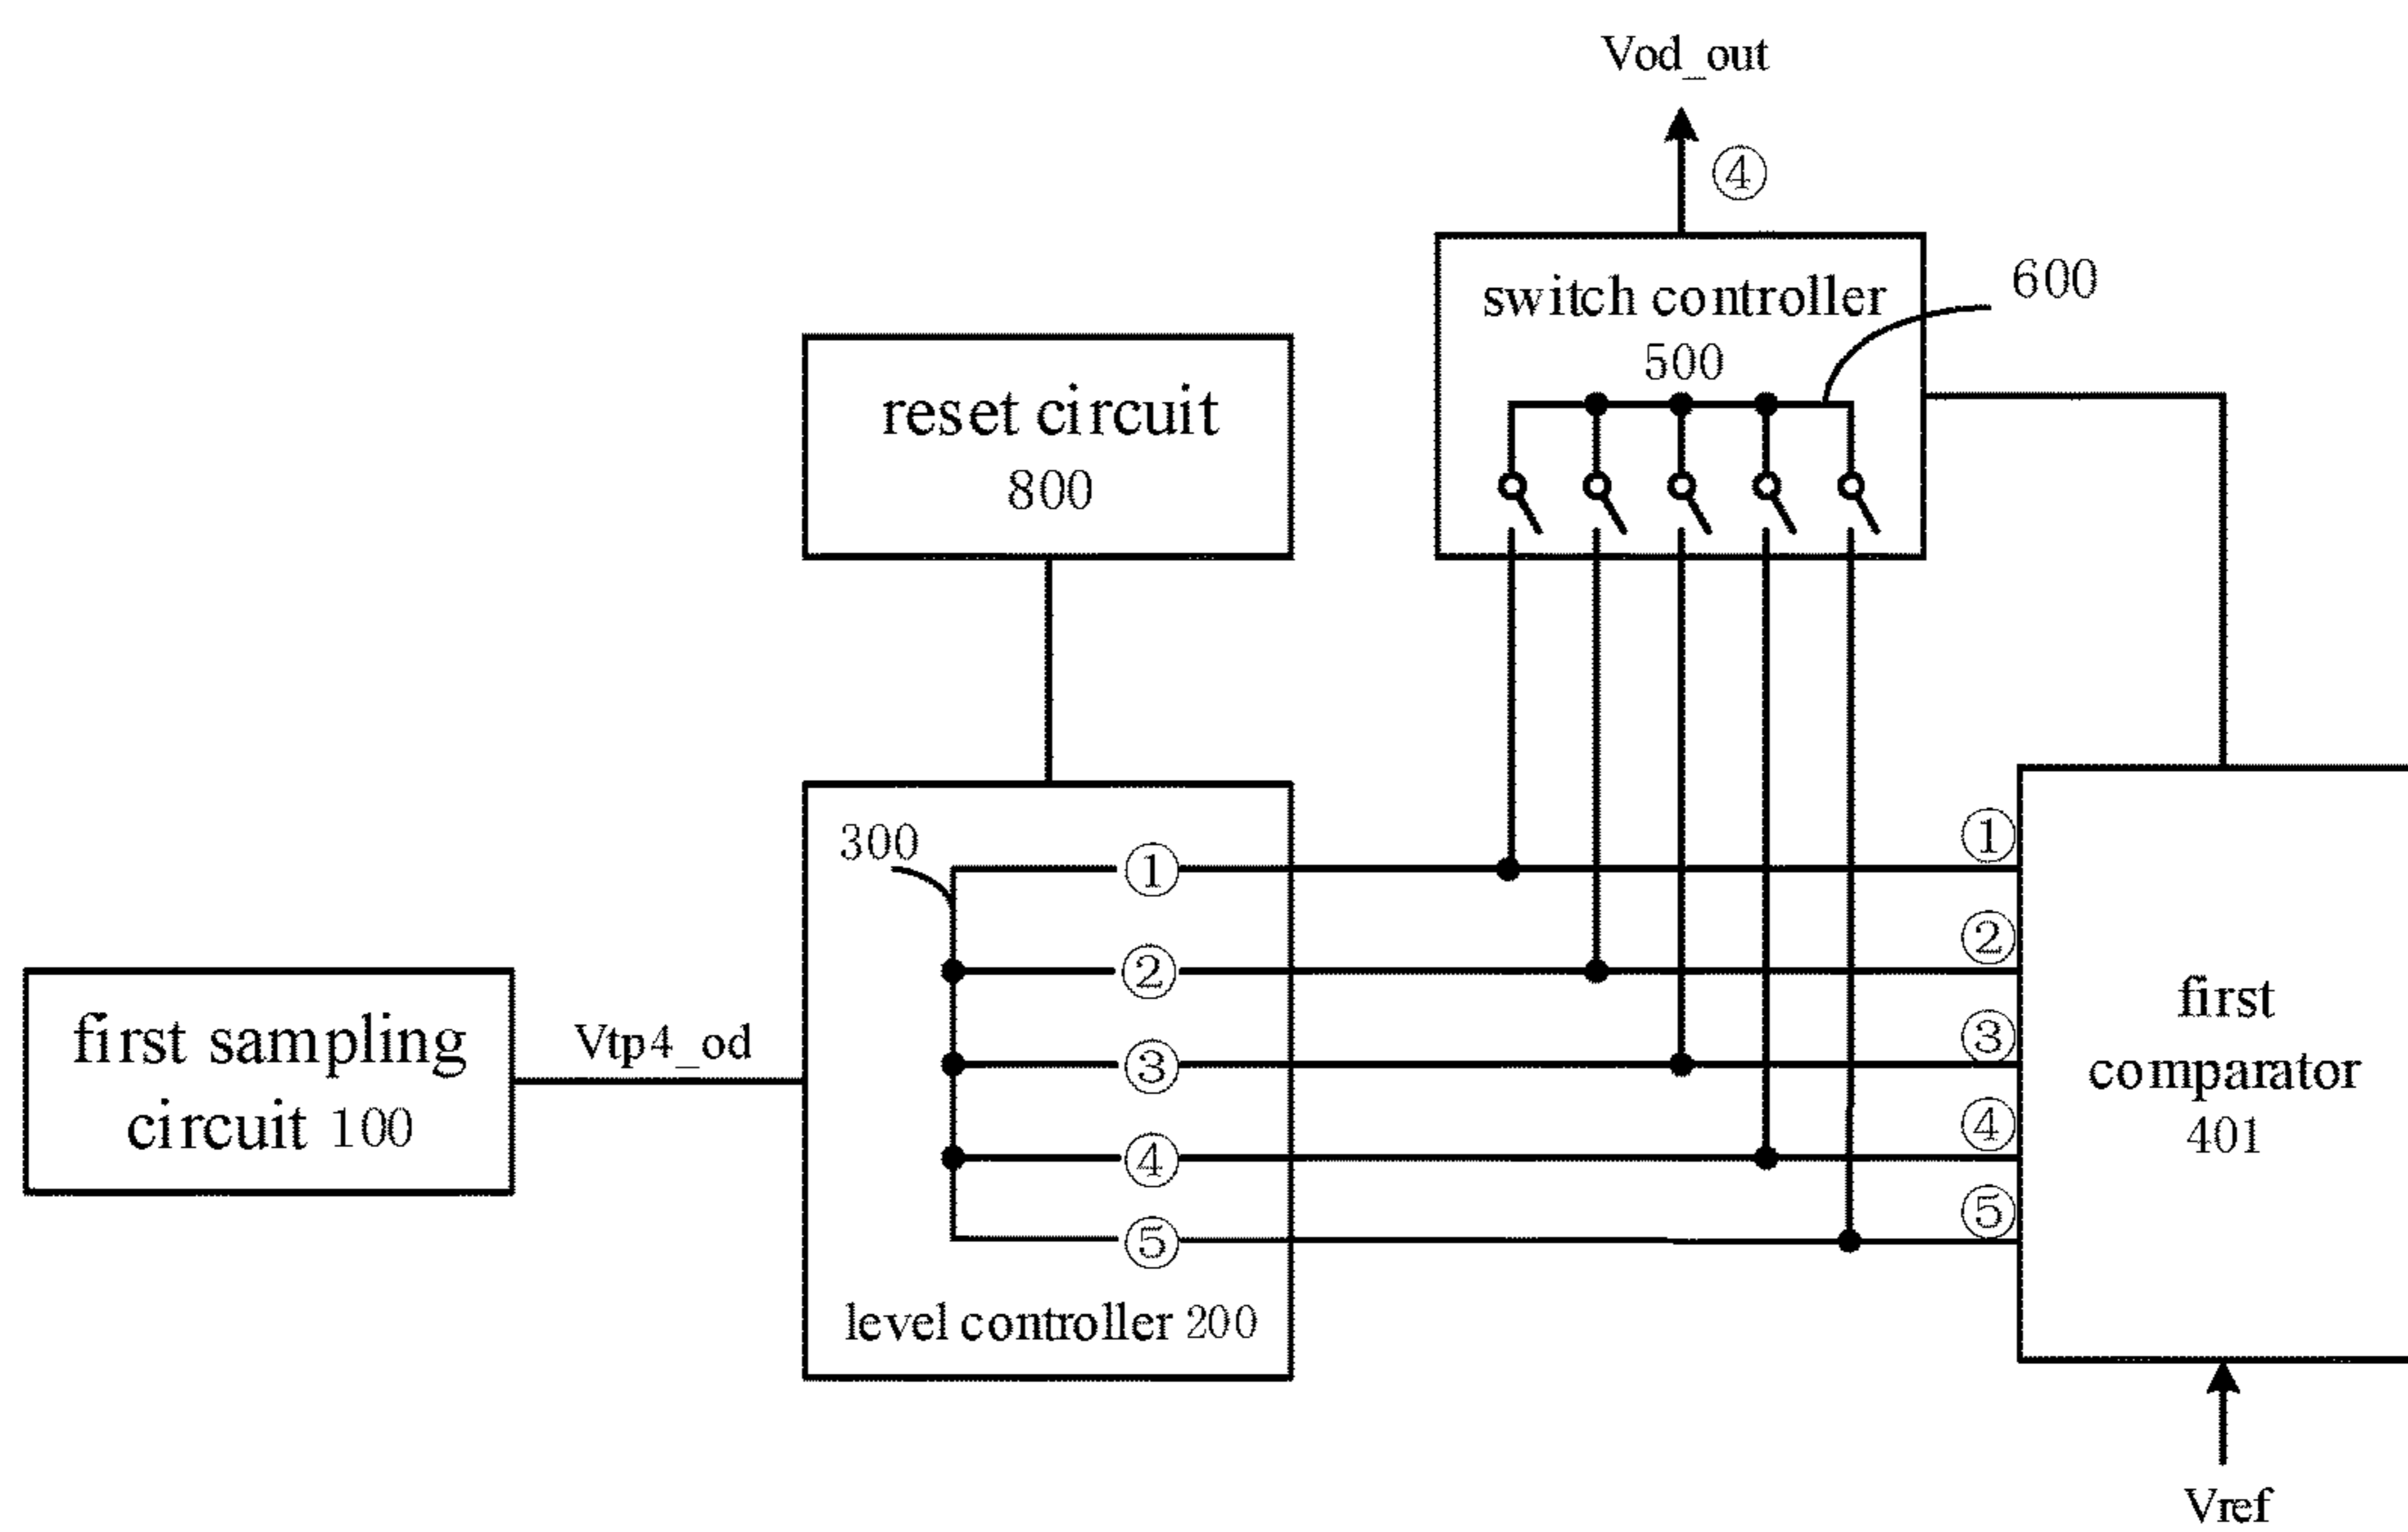 Vod_out
④
switch controller
500
600
reset circuit
800
300
①
②
③
④
⑤
level controller 200
first sampling
circuit 100
Vtp4_od
①
②
③
④
⑤
first
comparator
401
Vref